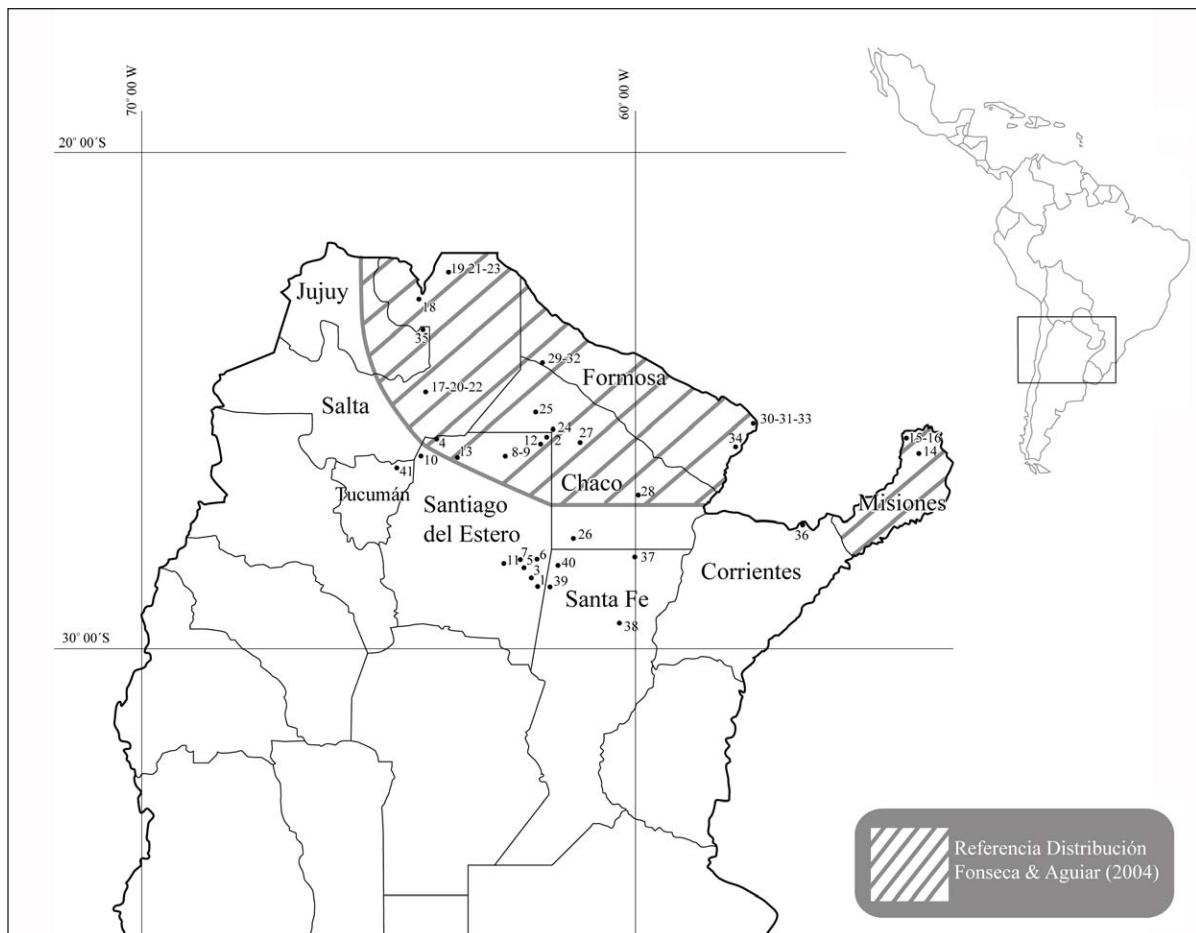 70° 00 W
60° 00 W
20° 00´S
19-21-23
Jujuy
18
35
29-32
Formosa
17-20-22
Salta
25
30-31-33
24
15-16
4
12
2
27
34
14
10
13
8-9
41
Chaco
Tucumán
28
Misiones
Santiago
del Estero
36
26
7
6
37
11
5
40
Corrientes
3
1
39
Santa Fe
38
30° 00´S
Referencia Distribución
Fonseca & Aguiar (2004)